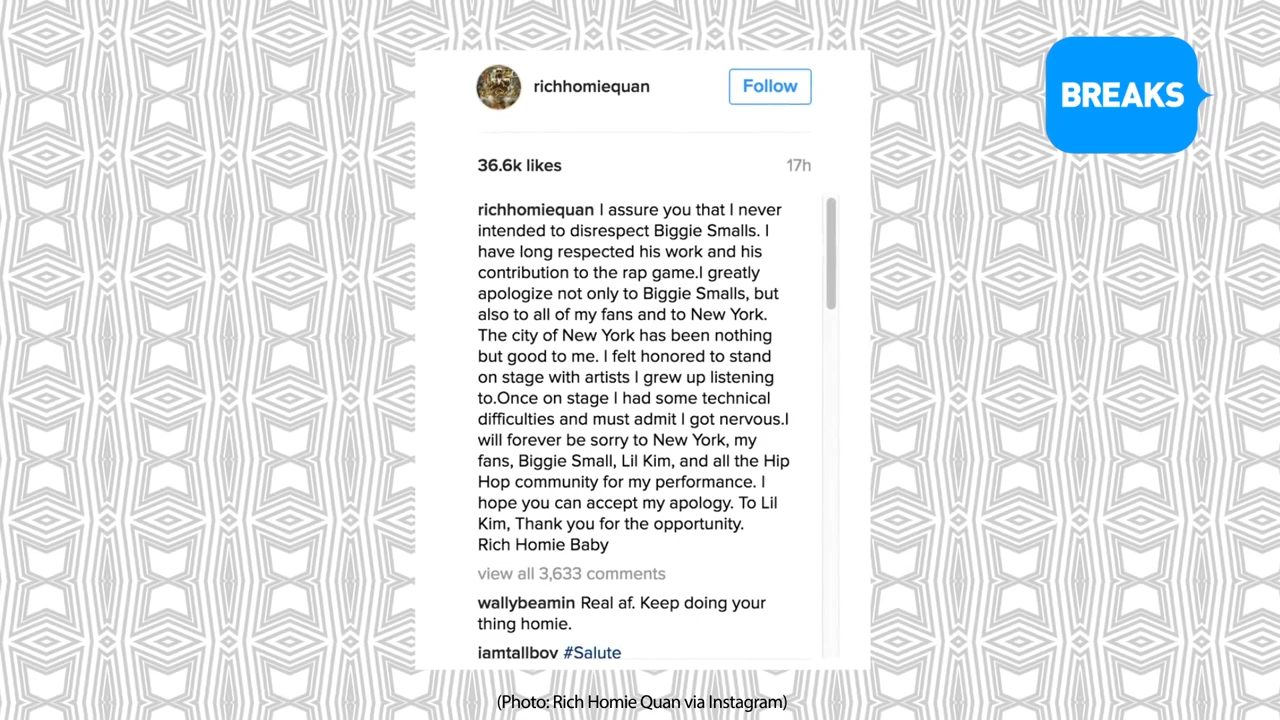 richhomiequan
Follow
BREAKS
36.6k likes
17h
richhomiequan I assure you that I never
intended to disrespect Biggie Smalls. I
have long respected his work and his
contribution to the rap game.I greatly
apologize not only to Biggie Smalls, but
also to all of my fans and to New York.
The city of New York has been nothing
but good to me. I felt honored to stand
on stage with artists I grew up listening
to.Once on stage I had some technical
difficulties and must admit I got nervous.I
will forever be sorry to New York, my
fans, Biggie Small, Lil Kim, and all the Hip
Hop community for my performance. I
hope you can accept my apology. To Lil
Kim, Thank you for the opportunity.
Rich Homie Baby
view all 3,633 comments
wallybeamin Real af. Keep doing your
thing homie.
iamtallboy #Salute
(Photo: Rich Homie Quan via Instagram)